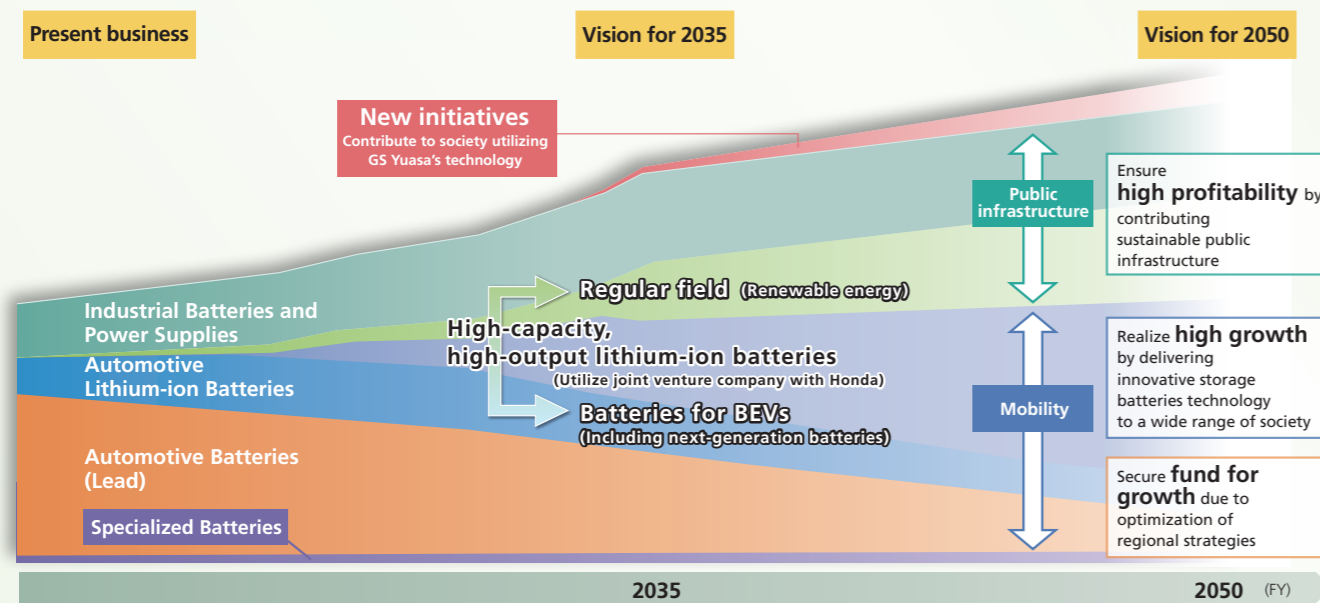 Present business
Vision for 2035
Vision for 2050
New initiatives
Contribute to society utilizing
GS Yuasa's technology
Public
infrastructure
Ensure
high profitability by
contributing
sustainable public
infrastructure
Industrial Batteries and
Power Supplies
Regular field (Renewable energy)
High-capacity,
high-output lithium-ion batteries
(Utilize joint venture company with Honda)
Automotive
Lithium-ion Batteries
Batteries for BEVs
(Including next-generation batteries)
Mobility
Realize high growth
by delivering
innovative storage
batteries technology
to a wide range of society
Automotive Batteries
(Lead)
Secure fund for
growth due to
optimization of
regional strategies
Specialized Batteries
2035
2050 (FY)